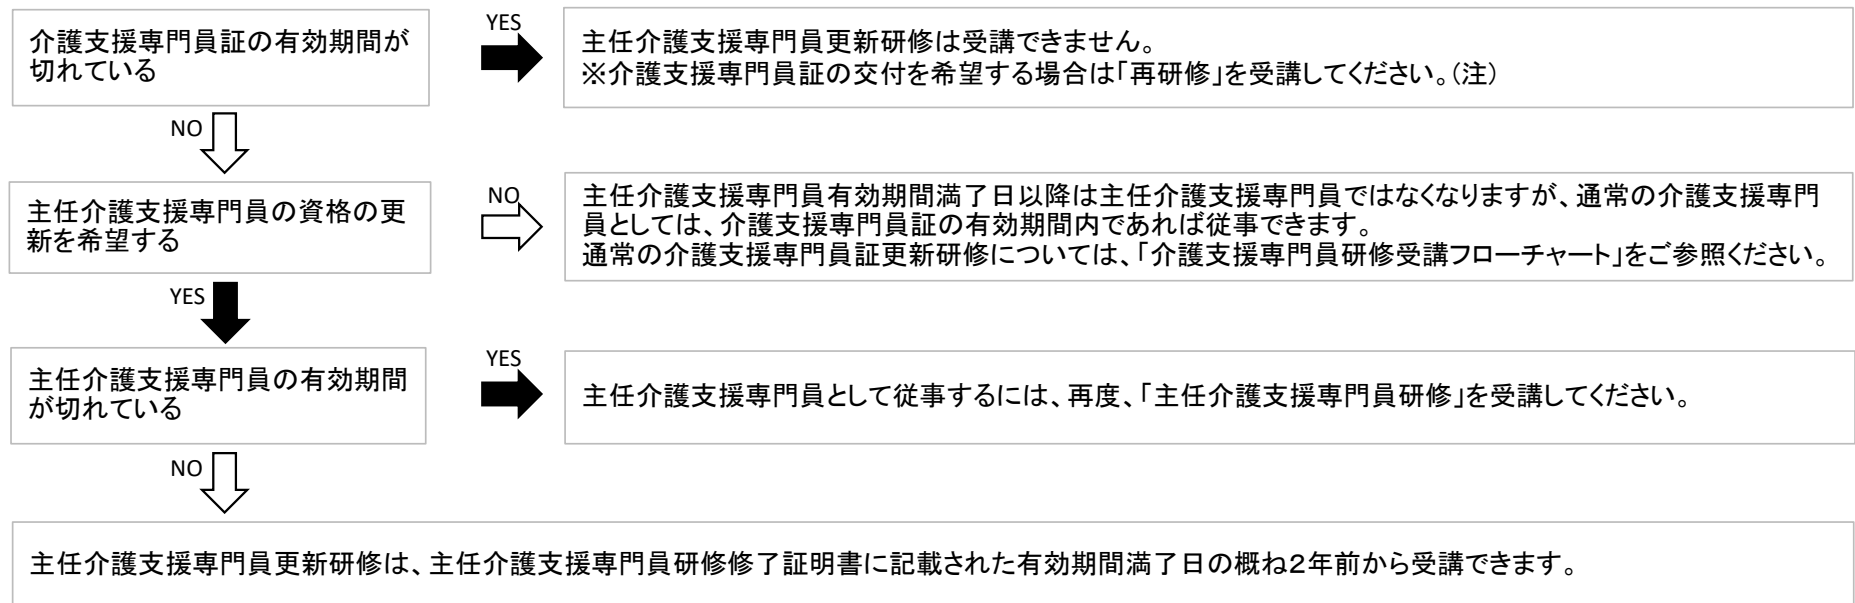 介護支援専門員証の有効期間が
切れている
YES
主任介護支援専門員更新研修は受講できません。
※介護支援専門員証の交付を希望する場合は「再研修」を受講してください。（注）
NO
主任介護支援専門員の資格の更
新を希望する
NO
主任介護支援専門員有効期間満了日以降は主任介護支援専門員ではなくなりますが、通常の介護支援専門
員としては、介護支援専門員証の有効期間内であれば従事できます。
通常の介護支援専門員証更新研修については、「介護支援専門員研修受講フローチャート」をご参照ください。
YES
主任介護支援専門員の有効期間
が切れている
YES
主任介護支援専門員として従事するには、再度、「主任介護支援専門員研修」を受講してください。
NO
主任介護支援専門員更新研修は、主任介護支援専門員研修修了証明書に記載された有効期間満了日の概ね２年前から受講できます。